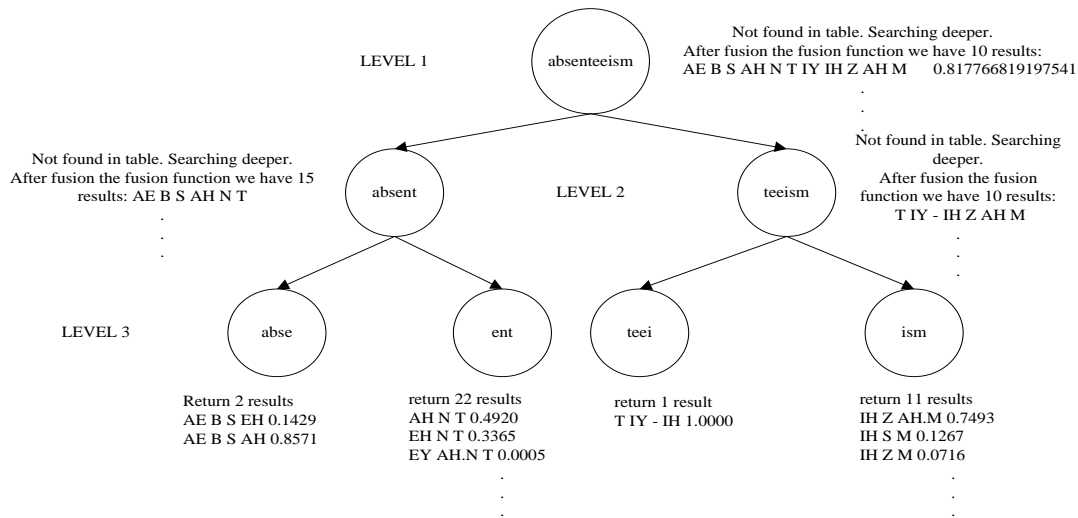 Not found in table. Searching deeper.
After fusion the fusion function we have 10 results:
AE B S AH N T IY IH Z AH M 0.817766819197541
.
.
.
LEVEL 1
absenteeism
Not found in table. Searching deeper.
After fusion the fusion function we have 15
results: AE B S AH N T
.
.
.
absent
LEVEL 2
teeism
Not found in table. Searching
deeper.
After fusion the fusion
function we have 10 results:
T IY - IH Z AH M
.
.
.
LEVEL 3
abse
ent
teei
ism
Return 2 results
AE B S EH 0.1429
AE B S AH 0.8571
return 22 results
AH N T 0.4920
EH N T 0.3365
EY AH.N T 0.0005
.
.
.
return 1 result
T IY - IH 1.0000
return 11 results
IH Z AH.M 0.7493
IH S M 0.1267
IH Z M 0.0716
.
.
.